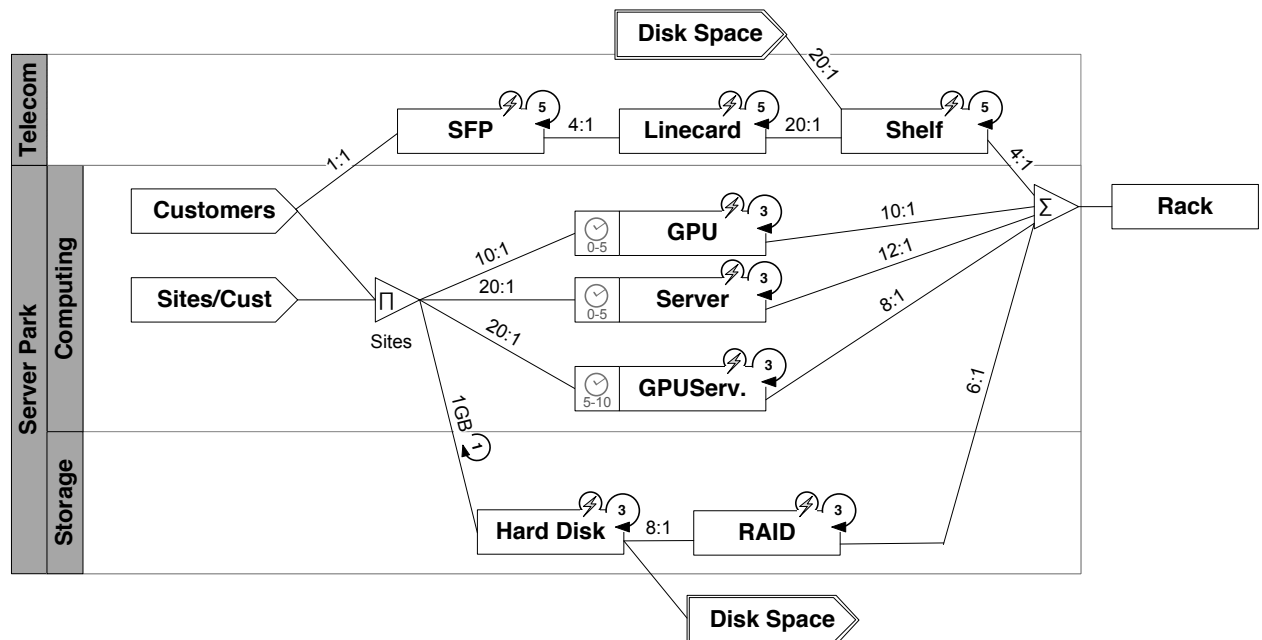 Disk Space
20:1
Telecom
SFP
5
4:1
Linecard
5
20:1
Shelf
5
4:1
1:1
Server Park
Computing
Customers
Sites/Cust
Π
Sites
10:1
0-5
GPU
3
10:1
20:1
0-5
Server
3
12:1
20:1
5-10
GPUServ.
3
8:1
Σ
Rack
6:1
1GB
1
Storage
Hard Disk
3
8:1
RAID
3
Disk Space